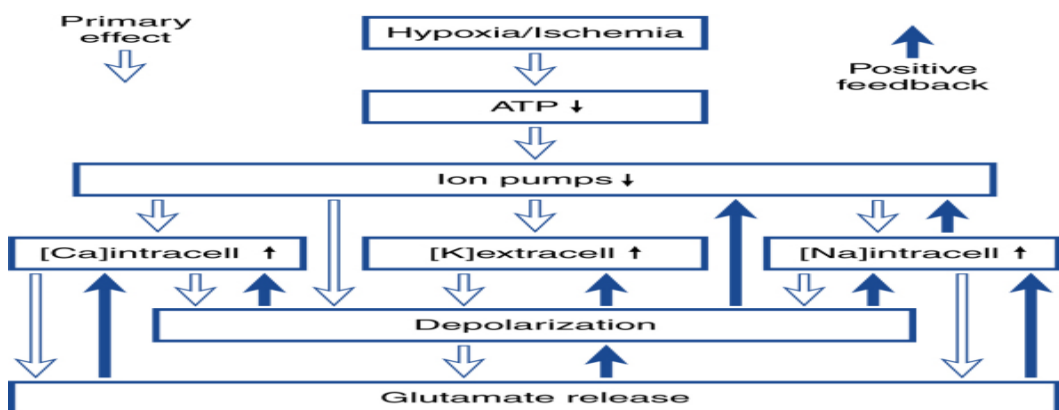 Primary
effect
Hypoxia/Ischemia
Positive
feedback
ATP ↓
Ion pumps ↓
[Ca]intracell ↑
[K]extracell ↑
[Na]intracell ↑
Depolarization
Glutamate release